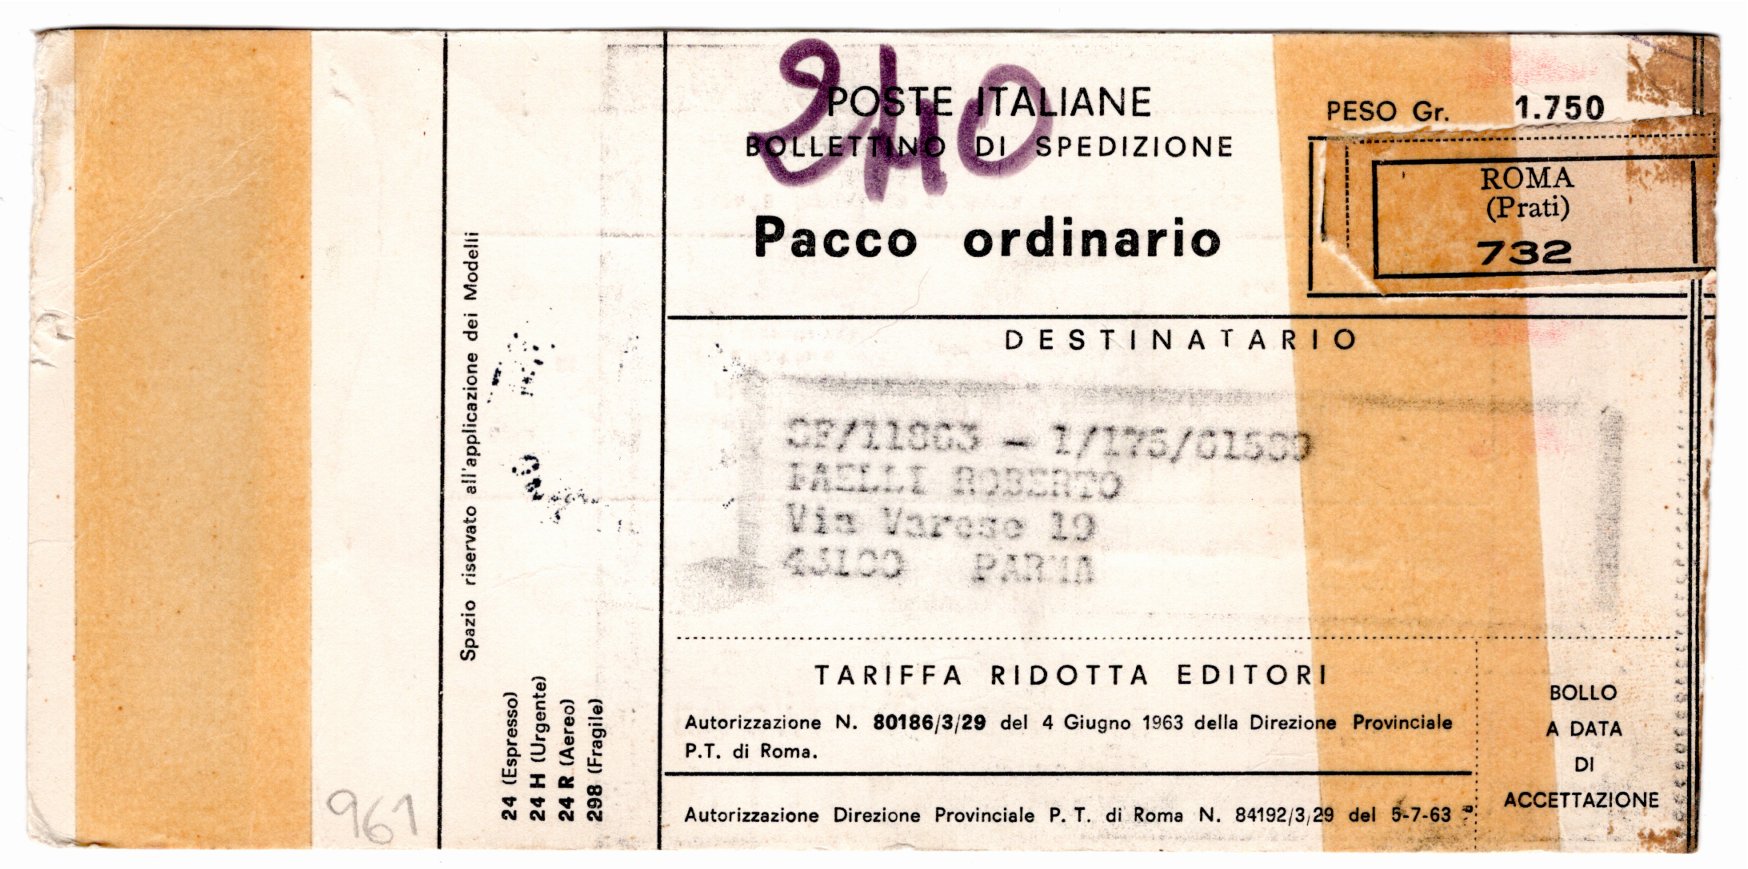 240
POSTE ITALIANE
BOLLETTINO DI SPEDIZIONE
Pacco ordinario
PESO Gr. 1.750
ROMA
(Prati)
732
Spazio riservato all'applicazione dei Modelli
24 (Espresso)
24 H (Urgente)
24 R (Aereo)
298 (Fragile)
961
DESTINATARIO
FAELLI ROBERTO
Via Varese 19
43100 PARMA
TARIFFA RIDOTTA EDITORI
Autorizzazione N. 80186/3/29 del 4 Giugno 1963 della Direzione Provinciale
P.T. di Roma.
Autorizzazione Direzione Provinciale P. T. di Roma N. 84192/3/29 del 5-7-63
BOLLO
A DATA
DI
ACCETTAZIONE